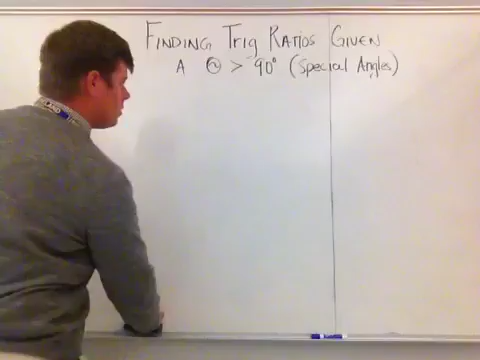 FINDING TRIG RATIOS GIVEN
A Θ > 90° (Special Angles)